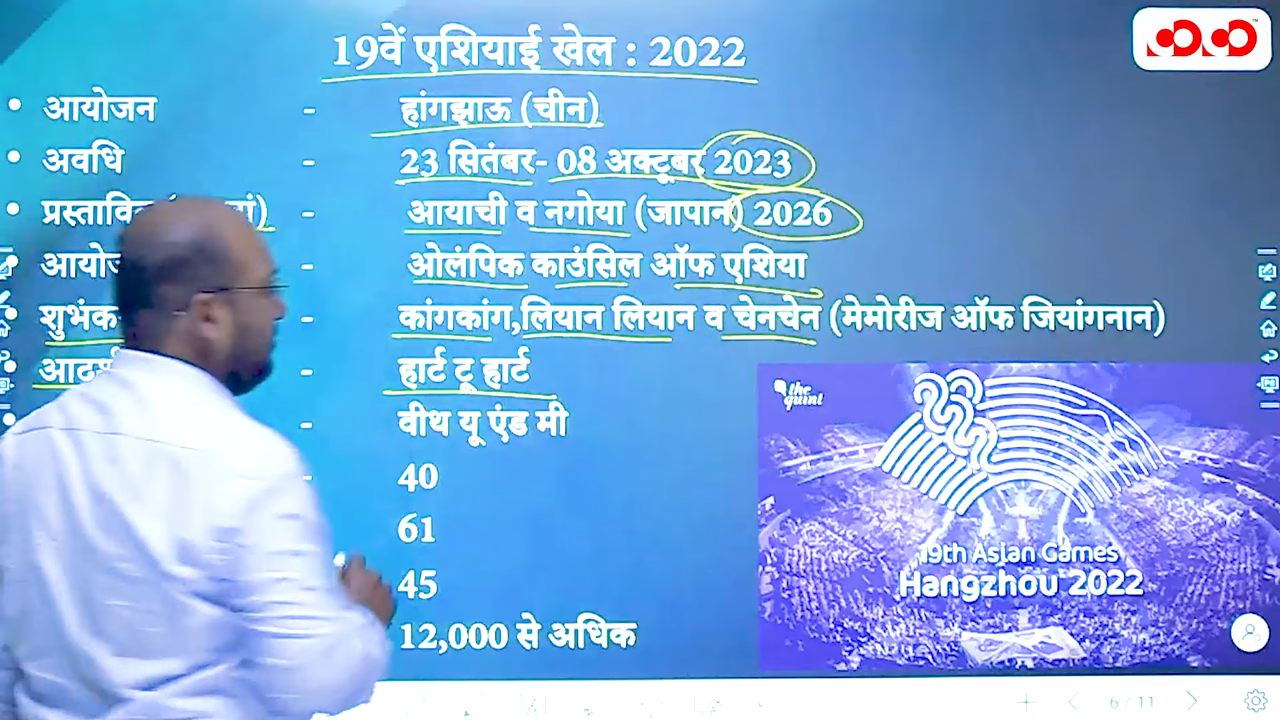 19वें एशियाई खेल : 2022
• आयोजन - हांगझाऊ (चीन)
• अवधि - 23 सितंबर- 08 अक्टूबर 2023
• - आयाची व नगोया (जापान) 2026
- ओलंपिक काउंसिल ऑफ एशिया
- कांगकांग,लियान लियान व चेनचेन (मेमोरीज ऑफ जियांगनान)
- हार्ट टू हार्ट
- वीथ यू एंड मी
40
61
45
12,000 से अधिक
the quint
19th Asian Games
Hangzhou 2022
6 / 11